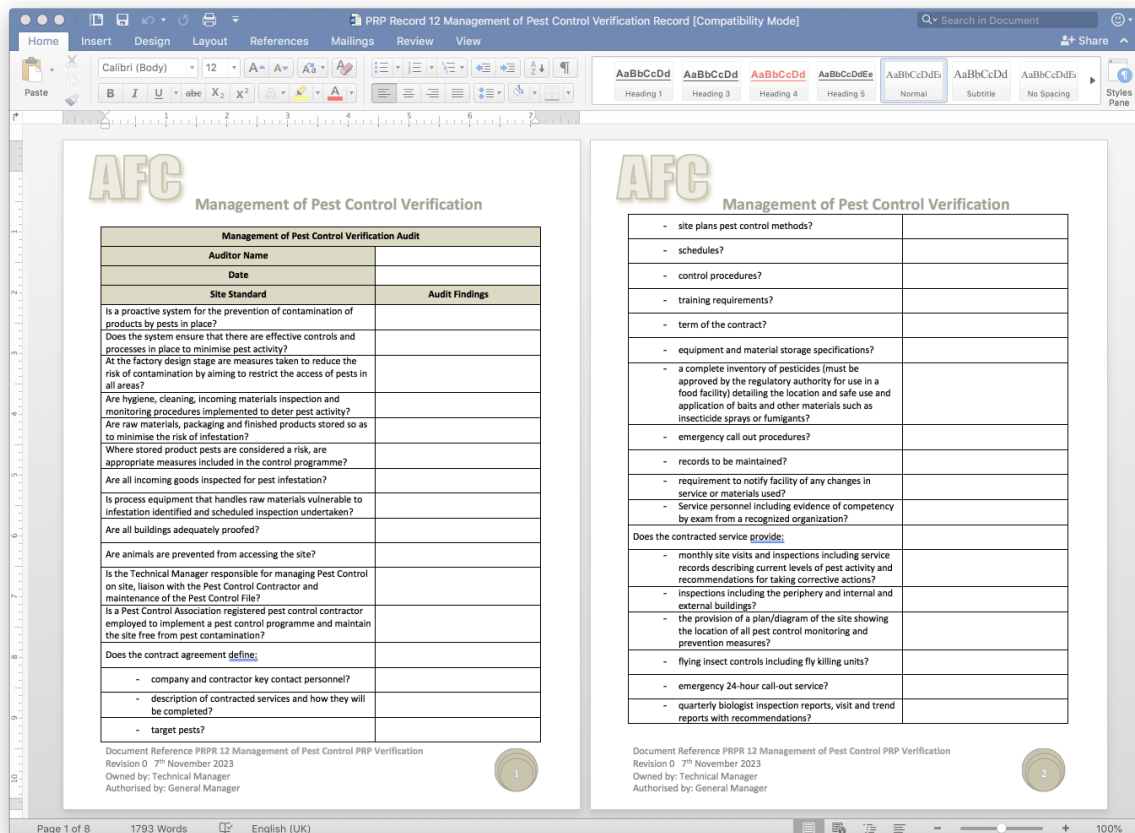 PRP Record 12 Management of Pest Control Verification Record [Compatibility Mode]
Search in Document
Home Insert Design Layout References Mailings Review View
Share
Paste
Calibri (Body) 12
AaBbCcDd AaBbCcDd AaBbCcDd AaBbCcDdEe AaBbCcDdEe AaBbCcDd AaBbCcDdEe
Heading 1 Heading 3 Heading 4 Heading 5 Normal Subtitle No Spacing
Styles
Pane
1 2 3 4 5 6 7
AFC
Management of Pest Control Verification
Management of Pest Control Verification Audit
Auditor Name
Date
Site Standard Audit Findings
Is a proactive system for the prevention of contamination of
products by pests in place?
Does the system ensure that there are effective controls and
processes in place to minimise pest activity?
At the factory design stage are measures taken to reduce the
risk of contamination by aiming to restrict the access of pests in
all areas?
Are hygiene, cleaning, incoming materials inspection and
monitoring procedures implemented to deter pest activity?
Are raw materials, packaging and finished products stored so as
to minimise the risk of infestation?
Where stored product pests are considered a risk, are
appropriate measures included in the control programme?
Are all incoming goods inspected for pest infestation?
Is process equipment that handles raw materials vulnerable to
infestation identified and scheduled inspection undertaken?
Are all buildings adequately proofed?
Are animals are prevented from accessing the site?
Is the Technical Manager responsible for managing Pest Control
on site, liaison with the Pest Control Contractor and
maintenance of the Pest Control File?
Is a Pest Control Association registered pest control contractor
employed to implement a pest control programme and maintain
the site free from pest contamination?
Does the contract agreement define:
- company and contractor key contact personnel?
- description of contracted services and how they will
be completed?
- target pests?
Document Reference PRPR 12 Management of Pest Control PRP Verification
Revision 0 7th November 2023
Owned by: Technical Manager
Authorised by: General Manager
1
AFC
Management of Pest Control Verification
- site plans pest control methods?
- schedules?
- control procedures?
- training requirements?
- term of the contract?
- equipment and material storage specifications?
- a complete inventory of pesticides (must be
approved by the regulatory authority for use in a
food facility) detailing the location and safe use and
application of baits and other materials such as
insecticide sprays or fumigants?
- emergency call out procedures?
- records to be maintained?
- requirement to notify facility of any changes in
service or materials used?
- Service personnel including evidence of competency
by exam from a recognized organization?
Does the contracted service provide:
- monthly site visits and inspections including service
records describing current levels of pest activity and
recommendations for taking corrective actions?
- inspections including the periphery and internal and
external buildings?
- the provision of a plan/diagram of the site showing
the location of all pest control monitoring and
prevention measures?
- flying insect controls including fly killing units?
- emergency 24-hour call-out service?
- quarterly biologist inspection reports, visit and trend
reports with recommendations?
Document Reference PRPR 12 Management of Pest Control PRP Verification
Revision 0 7th November 2023
Owned by: Technical Manager
Authorised by: General Manager
2
Page 1 of 8 1793 Words English (UK) 100%